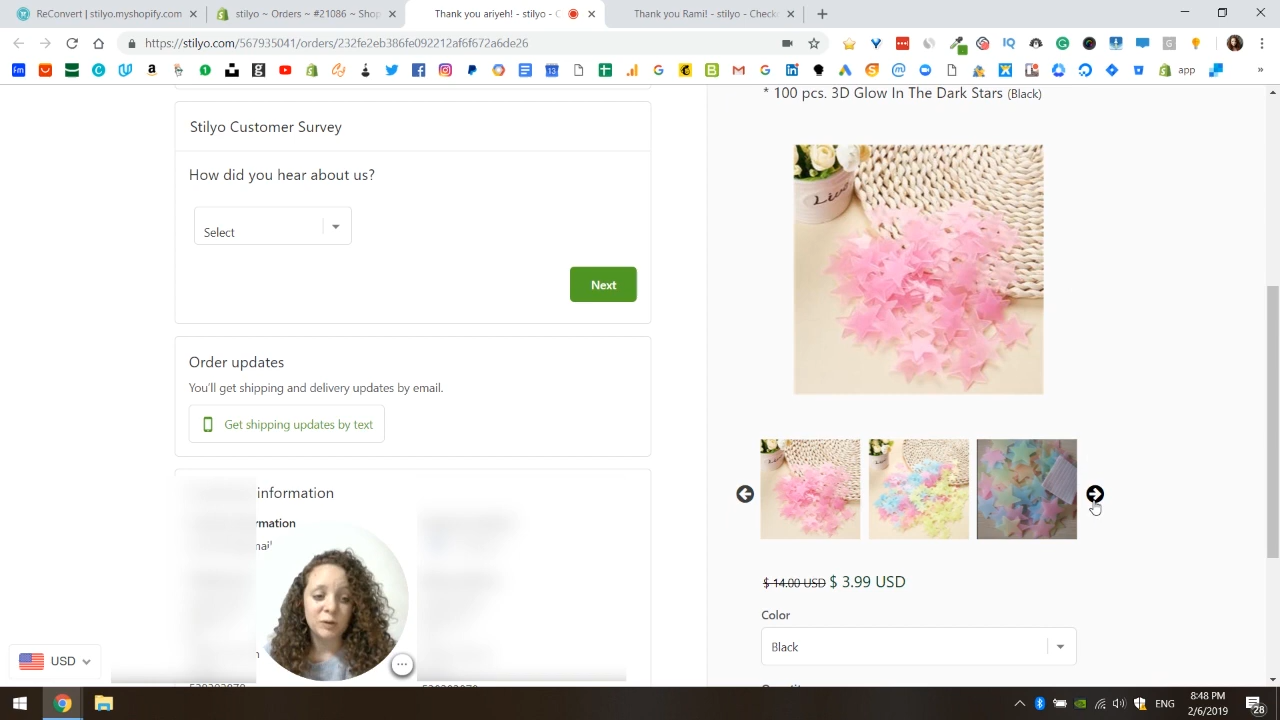 ReConvert | stilyo.myshopify.com
stilyo ~ Orders ~ #21086 ~ Shop
Thank you ariyeh! - stilyo - C
Thank you Rami! - stilyo - Check
https://stilyo.com/567935041/orders/232fe2eb386fe092212af6f672a6de26
app
* 100 pcs. 3D Glow In The Dark Stars (Black)
Stilyo Customer Survey
How did you hear about us?
Select
Next
Order updates
You'll get shipping and delivery updates by email.
Get shipping updates by text
information
rmation
$ 14.00 USD $ 3.99 USD
Color
Black
USD
8:48 PM
ENG
2/6/2019
28